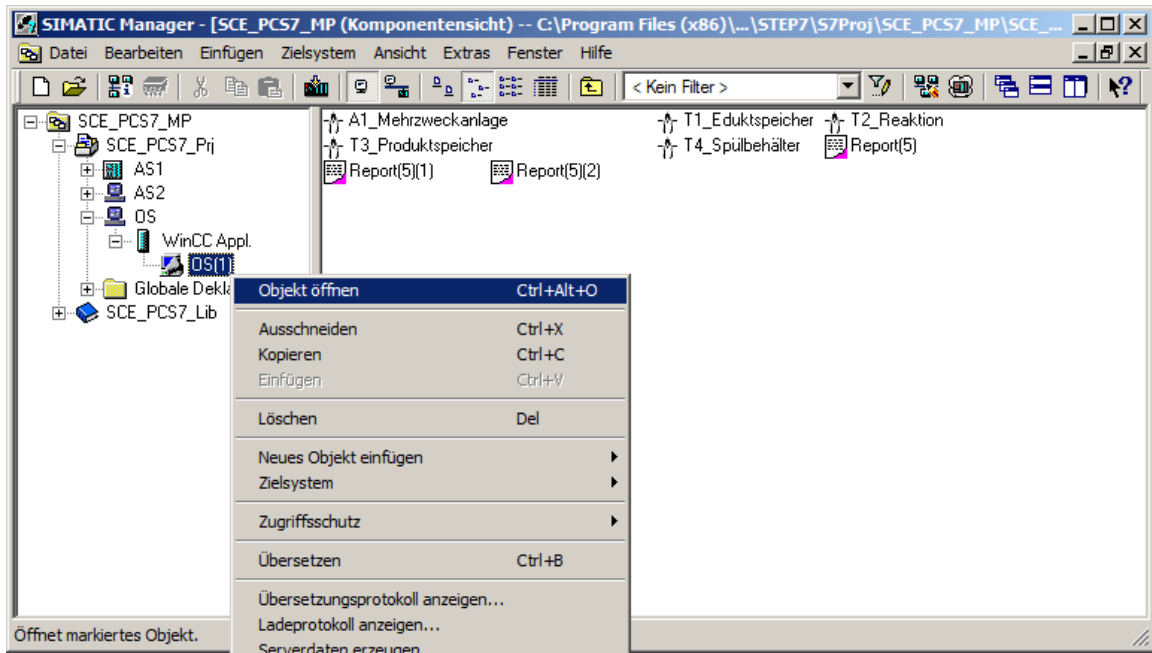 SIMATIC Manager - [SCE_PCS7_MP (Komponentensicht) -- C:\Program Files (x86)\...\STEP7\S7Proj\SCE_PCS7_MP\SCE_...
Datei Bearbeiten Einfügen Zielsystem Ansicht Extras Fenster Hilfe
< Kein Filter >
SCE_PCS7_MP
SCE_PCS7_Prj
AS1
AS2
OS
WinCC Appl.
OS(1)
Globale Dekla
SCE_PCS7_Lib
A1_Mehrzweckanlage T1_Eduktspeicher T2_Reaktion
T3_Produktspeicher T4_Spülbehälter Report(5)
Report(5)(1) Report(5)(2)
Objekt öffnen Ctrl+Alt+O
Ausschneiden Ctrl+X
Kopieren Ctrl+C
Einfügen Ctrl+V
Löschen Del
Neues Objekt einfügen
Zielsystem
Zugriffsschutz
Übersetzen Ctrl+B
Übersetzungsprotokoll anzeigen...
Ladeprotokoll anzeigen...
Serverdaten erzeugen
Öffnet markiertes Objekt.